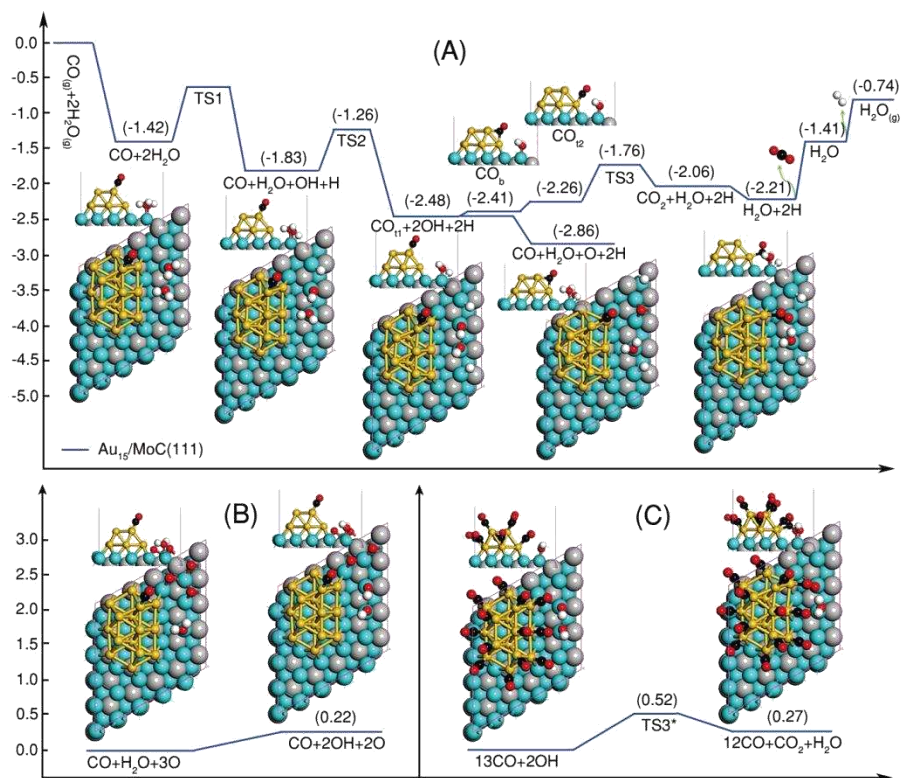 (A)
0.0
-0.5
-1.0
-1.5
-2.0
-2.5
-3.0
-3.5
-4.0
-4.5
-5.0
CO(g)+2H₂O(g)
(-1.42)
CO+2H₂O
TS1
(-1.83)
CO+H₂O+OH+H
(-1.26)
TS2
(-2.48)
CO_t1+2OH+2H
(-2.41)
CO_b
(-2.26)
CO_t2
(-2.86)
CO+H₂O+O+2H
(-1.76)
TS3
(-2.06)
CO₂+H₂O+2H
(-2.21)
H₂O+2H
(-1.41)
H₂O
(-0.74)
H₂O(g)
Au₁₅/MoC(111)
(B)
3.0
2.5
2.0
1.5
1.0
0.5
0.0
CO+H₂O+3O
(0.22)
CO+2OH+2O
(C)
13CO+2OH
(0.52)
TS3*
(0.27)
12CO+CO₂+H₂O